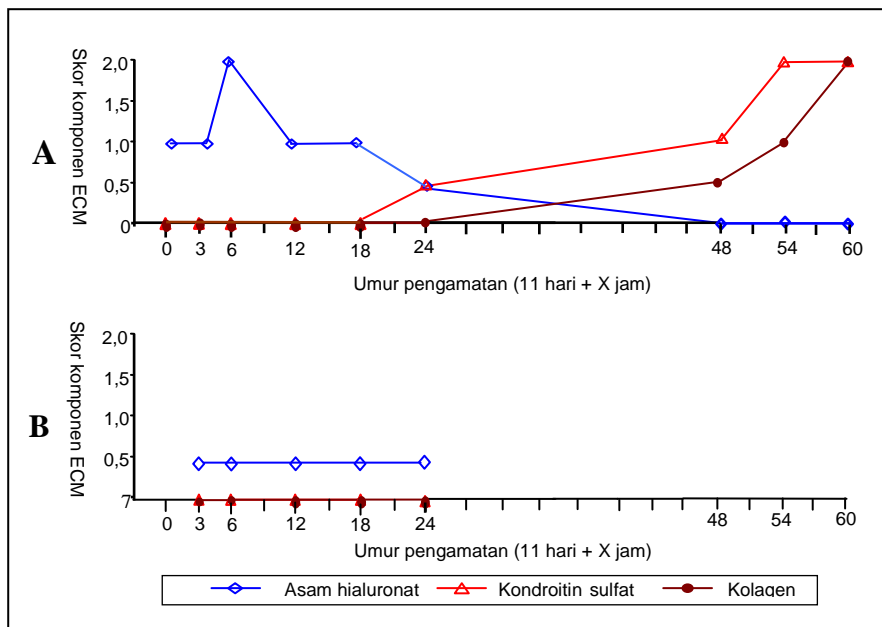 A
Skor komponen ECM
2,0
1,5
1,0
0,5
0
0 3 6 12 18 24 48 54 60
Umur pengamatan (11 hari + X jam)
B
Skor komponen ECM
2,0
1,5
1,0
0,5
7
0 3 6 12 18 24 48 54 60
Umur pengamatan (11 hari + X jam)
Asam hialuronat Kondroitin sulfat Kolagen